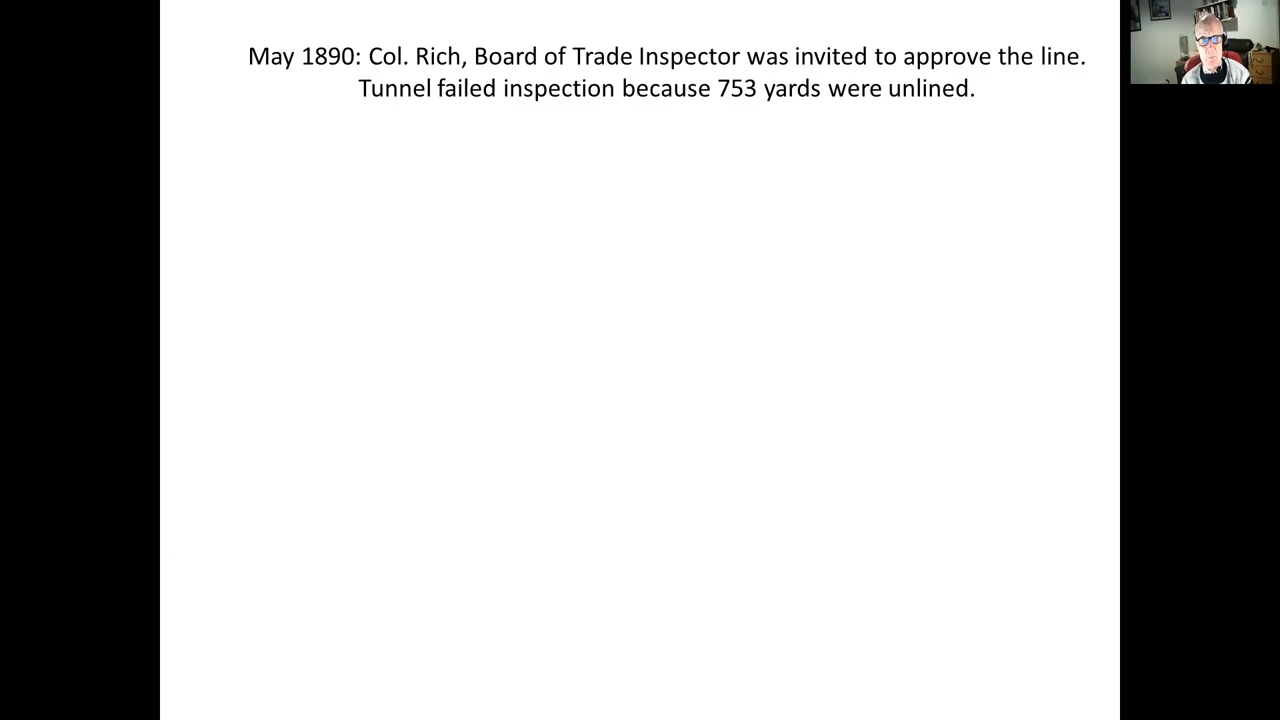 May 1890: Col. Rich, Board of Trade Inspector was invited to approve the line.
Tunnel failed inspection because 753 yards were unlined.